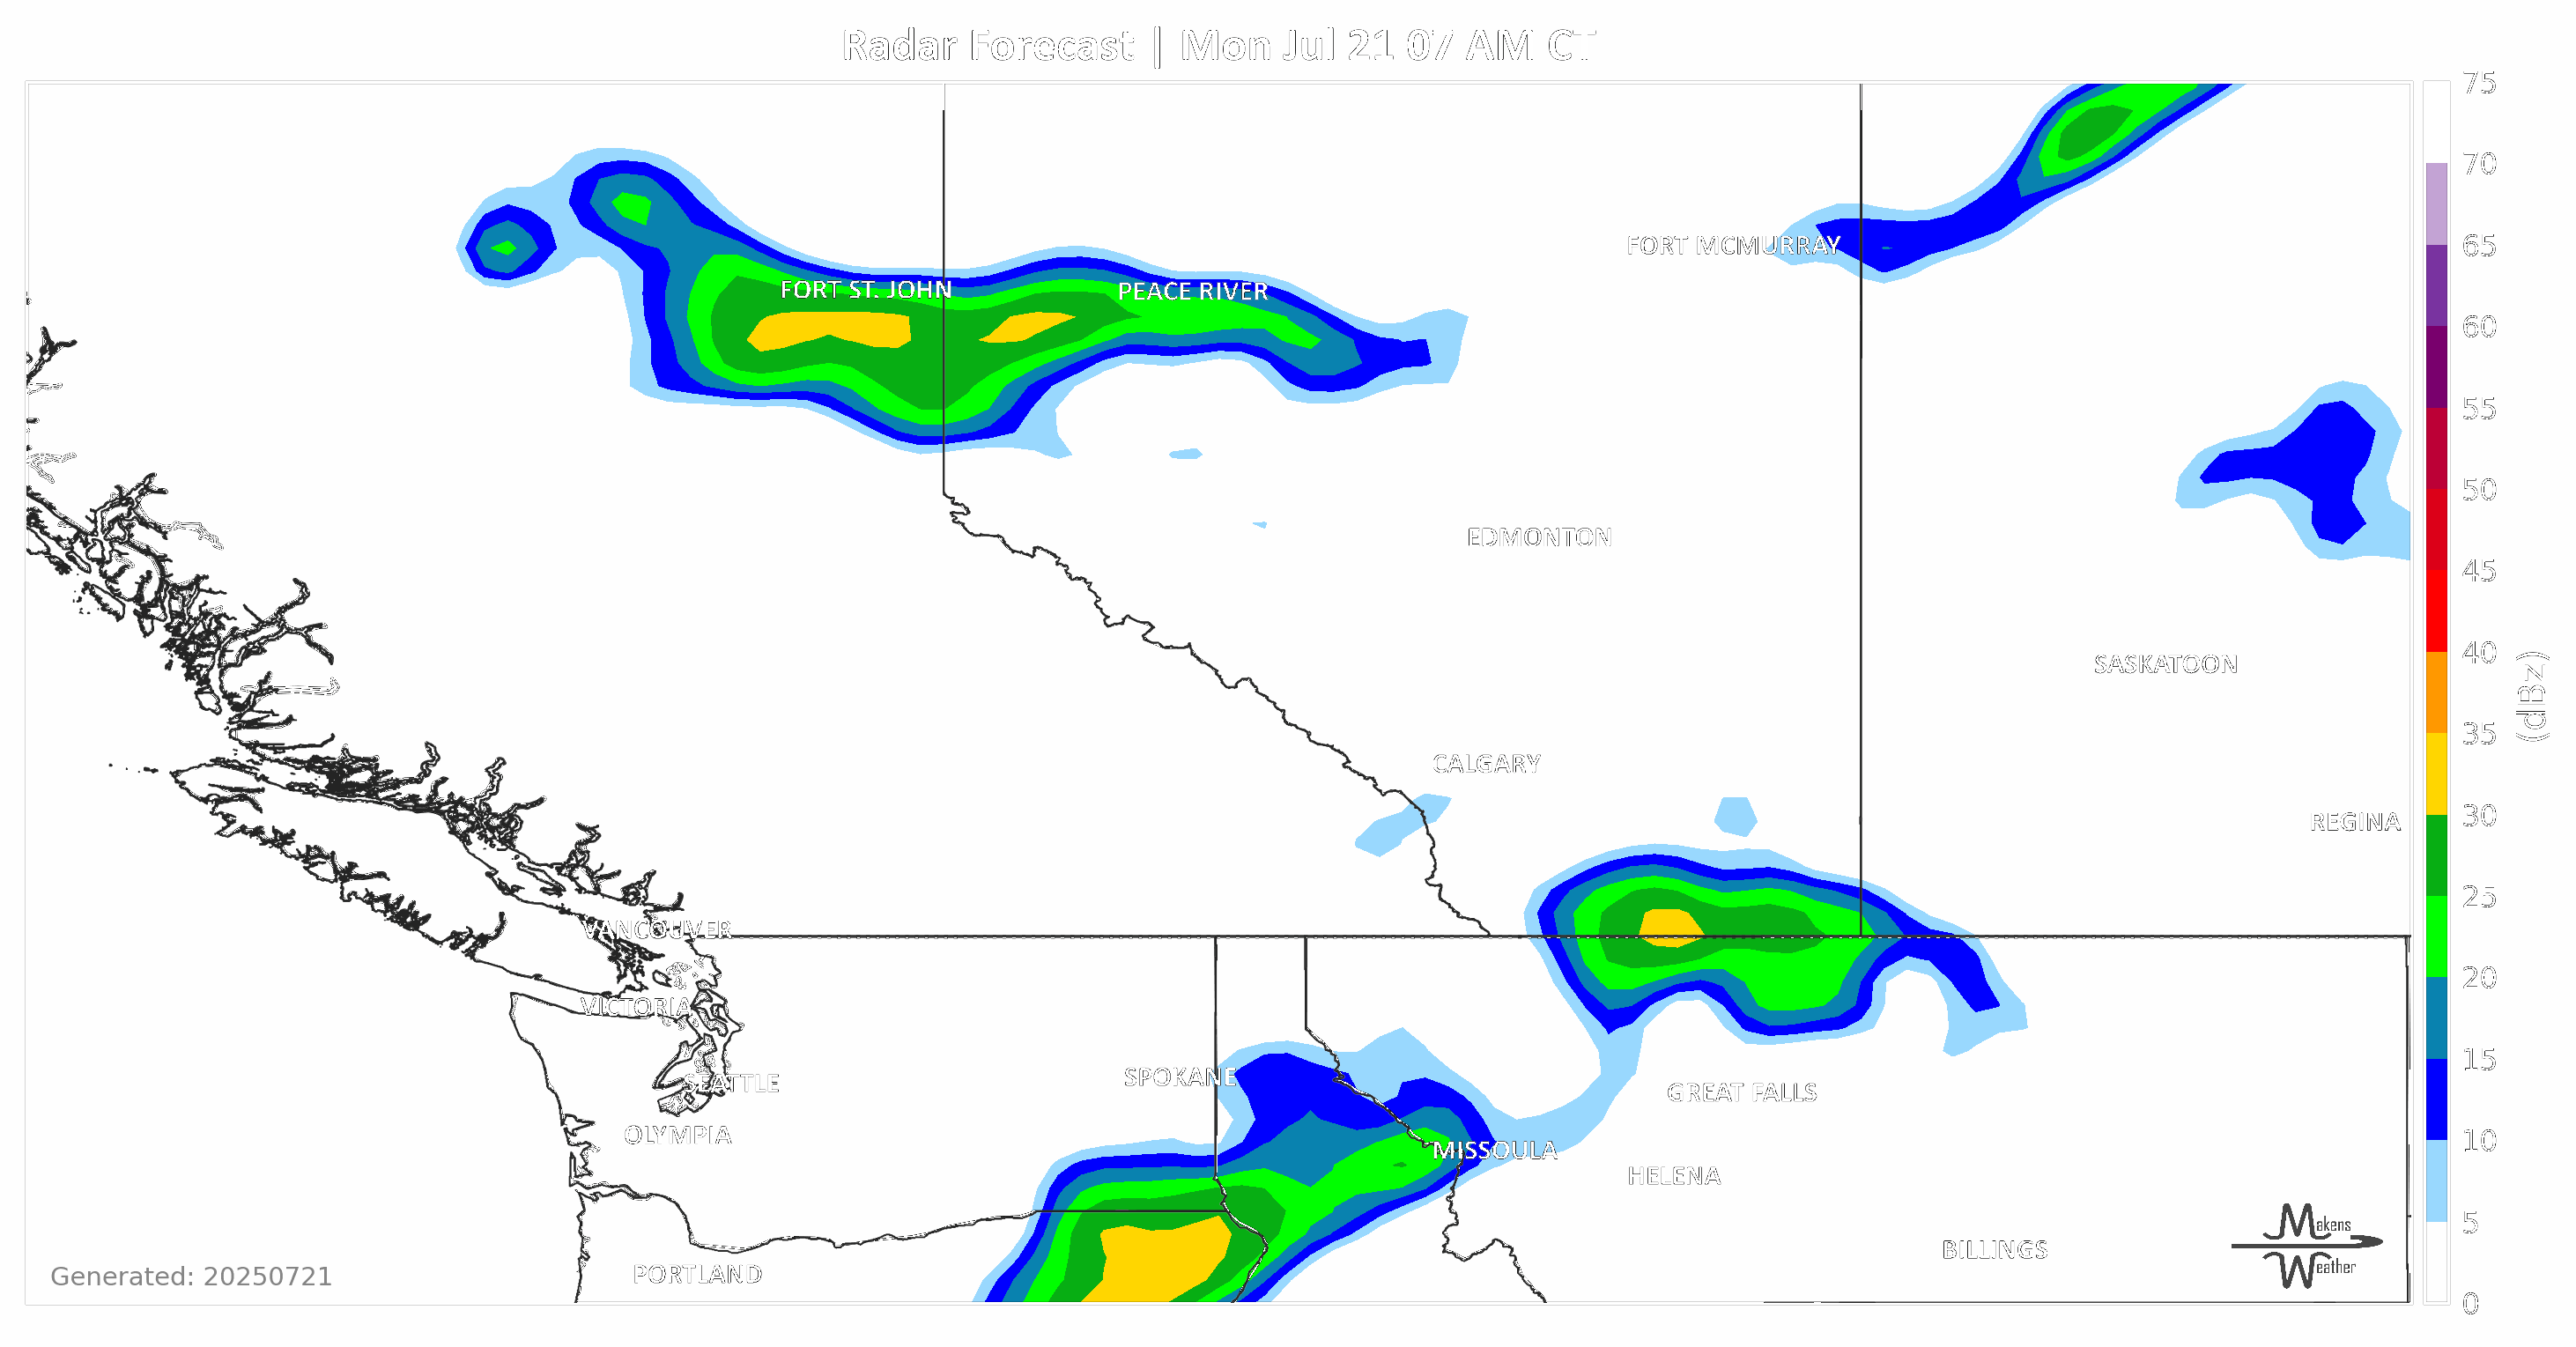 Radar Forecast | Mon Jul 21 07 AM CT
75
70
FORT MCMURRAY
65
FORT ST. JOHN
PEACE RIVER
60
55
50
EDMONTON
45
SASKATOON
40
(dBz)
35
CALGARY
REGINA
30
25
VANCOUVER
20
VICTORIA
15
SPOKANE
SEATTLE
GREAT FALLS
OLYMPIA
10
MISSOULA
HELENA
5
Makens
Weather
BILLINGS
PORTLAND
Generated: 20250721
0